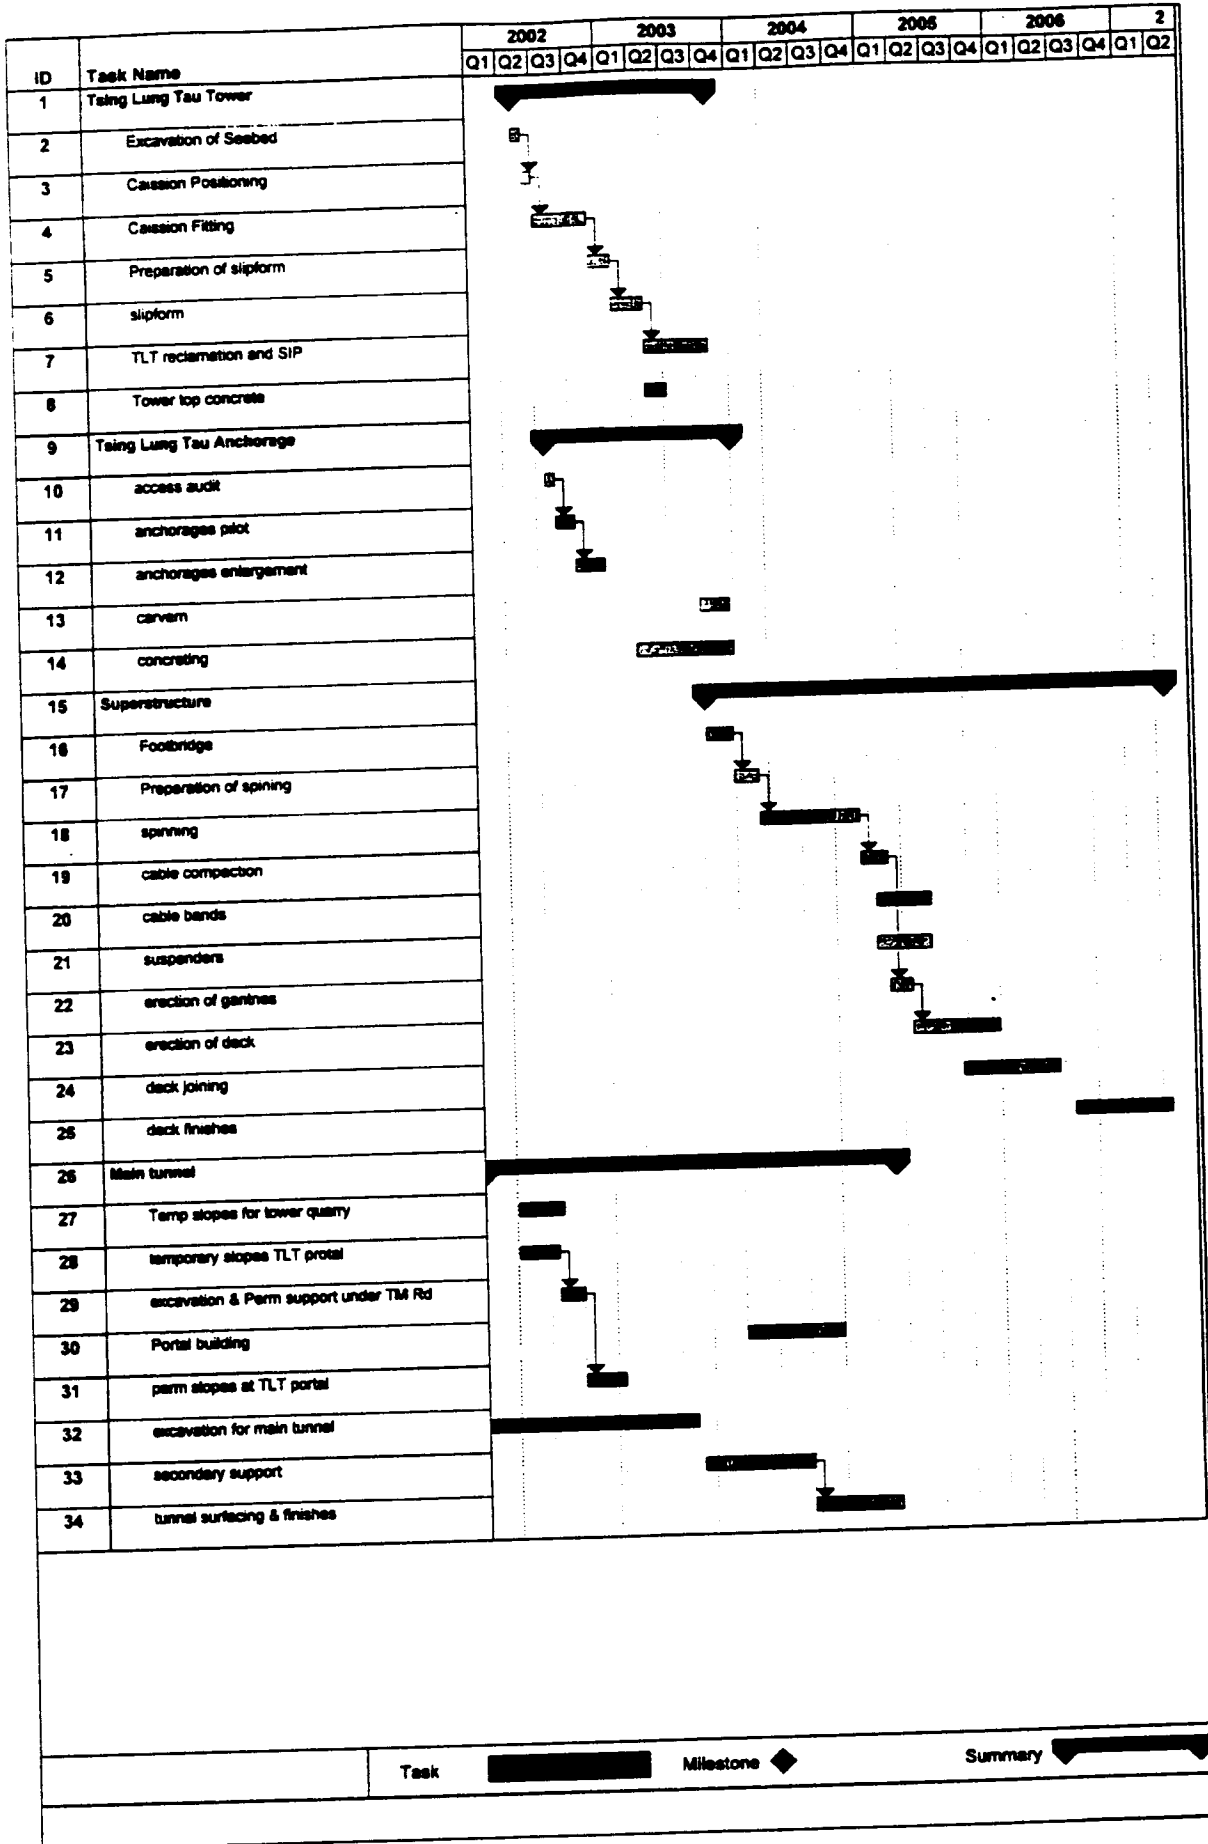 2002 2003 2004 2005 2006 2
ID Task Name Q1 Q2 Q3 Q4 Q1 Q2 Q3 Q4 Q1 Q2 Q3 Q4 Q1 Q2 Q3 Q4 Q1 Q2 Q3 Q4 Q1 Q2
1 Tsing Lung Tau Tower
2 Excavation of Seebed
3 Caission Positioning
4 Caission Fitting
5 Preparation of slipform
6 slipform
7 TLT reclamation and SIP
8 Tower top concrete
9 Tsing Lung Tau Anchorage
10 access audit
11 anchorages pilot
12 anchorages enlargement
13 carvern
14 concreting
15 Superstructure
16 Footbridge
17 Preparation of spining
18 spinning
19 cable compaction
20 cable bands
21 suspenders
22 erection of gantries
23 erection of deck
24 deck joining
25 deck finishes
26 Main tunnel
27 Temp slopes for tower quarry
28 temporary slopes TLT protal
29 excavation & Perm support under TM Rd
30 Portal building
31 perm slopes at TLT portal
32 excavation for main tunnel
33 secondary support
34 tunnel surfacing & finishes
Task Milestone Summary